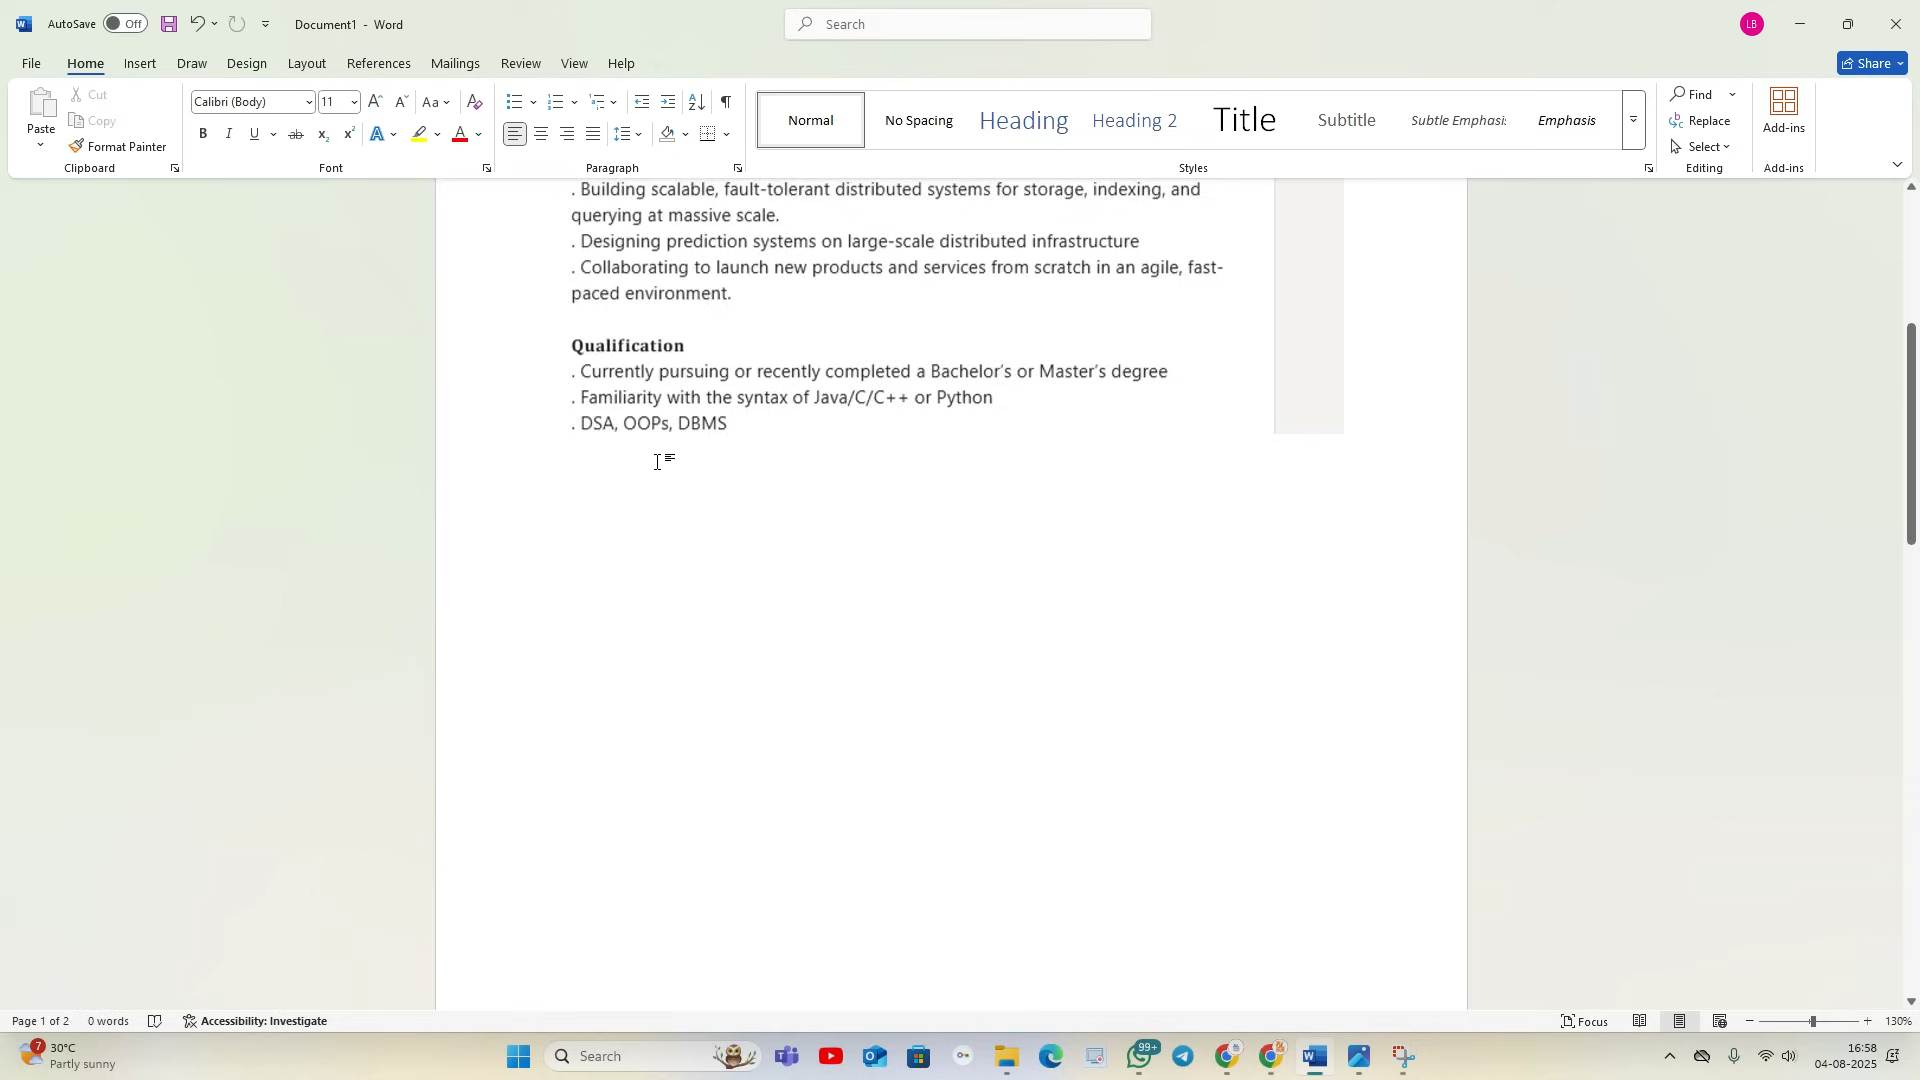 AutoSave Off Document1 - Word Search LB
File Home Insert Draw Design Layout References Mailings Review View Help Share
Paste Cut Copy Format Painter Clipboard
Calibri (Body) 11 Aa
B I U ab x₂ x² A A Font
Paragraph
Normal No Spacing Heading Heading 2 Title Subtitle Subtle Emphasis Emphasis
Styles
Find Replace Select Editing
Add-ins Add-ins
. Building scalable, fault-tolerant distributed systems for storage, indexing, and
querying at massive scale.
. Designing prediction systems on large-scale distributed infrastructure
. Collaborating to launch new products and services from scratch in an agile, fast-
paced environment.
Qualification
. Currently pursuing or recently completed a Bachelor’s or Master’s degree
. Familiarity with the syntax of Java/C/C++ or Python
. DSA, OOPs, DBMS
Page 1 of 2 0 words Accessibility: Investigate Focus 130%
7 30°C
Partly sunny
Search 99+
16:58
04-08-2025